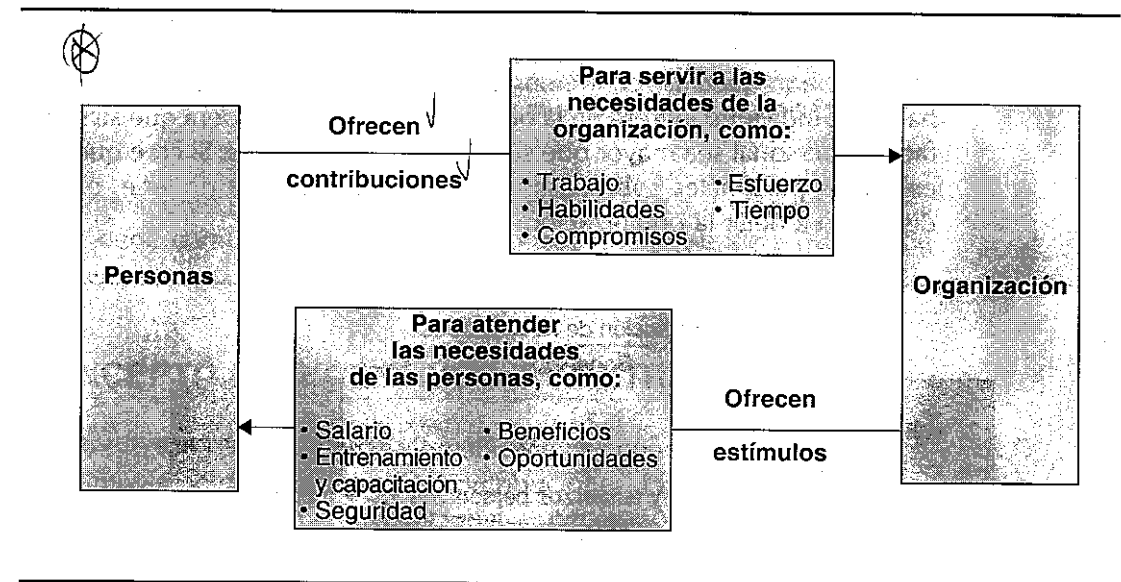 Personas
Ofrecen
contribuciones
Para servir a las
necesidades de la
organización, como:
• Trabajo
• Habilidades
• Compromisos
• Esfuerzo
• Tiempo
Organización
Ofrecen
estímulos
Para atender
las necesidades
de las personas, como:
• Salario
• Entrenamiento
y capacitación
• Seguridad
• Beneficios
• Oportunidades